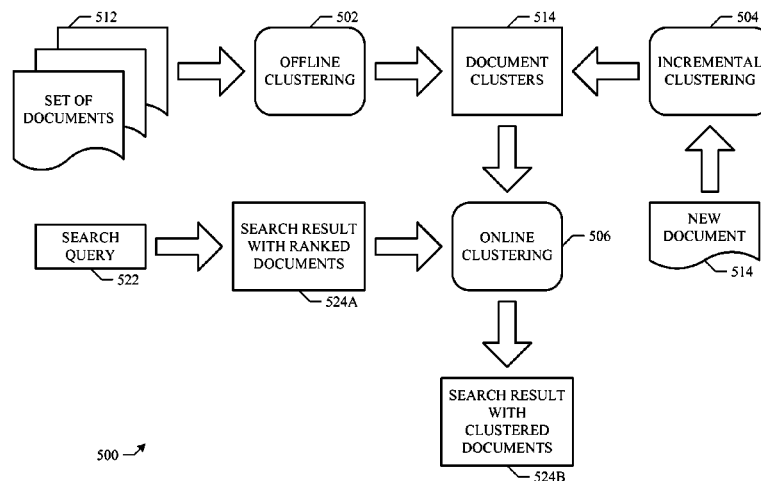 512
SET OF
DOCUMENTS
502
OFFLINE
CLUSTERING
514
DOCUMENT
CLUSTERS
504
INCREMENTAL
CLUSTERING
SEARCH
QUERY
522
SEARCH RESULT
WITH RANKED
DOCUMENTS
524A
ONLINE
CLUSTERING
506
NEW
DOCUMENT
514
SEARCH RESULT
WITH
CLUSTERED
DOCUMENTS
524B
500